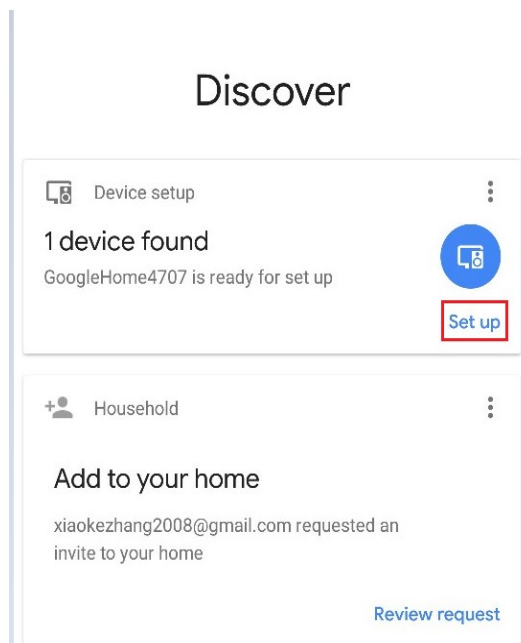 Discover
Device setup
1 device found
GoogleHome4707 is ready for set up
Set up
Household
Add to your home
xiaokezhang2008@gmail.com requested an
invite to your home
Review request